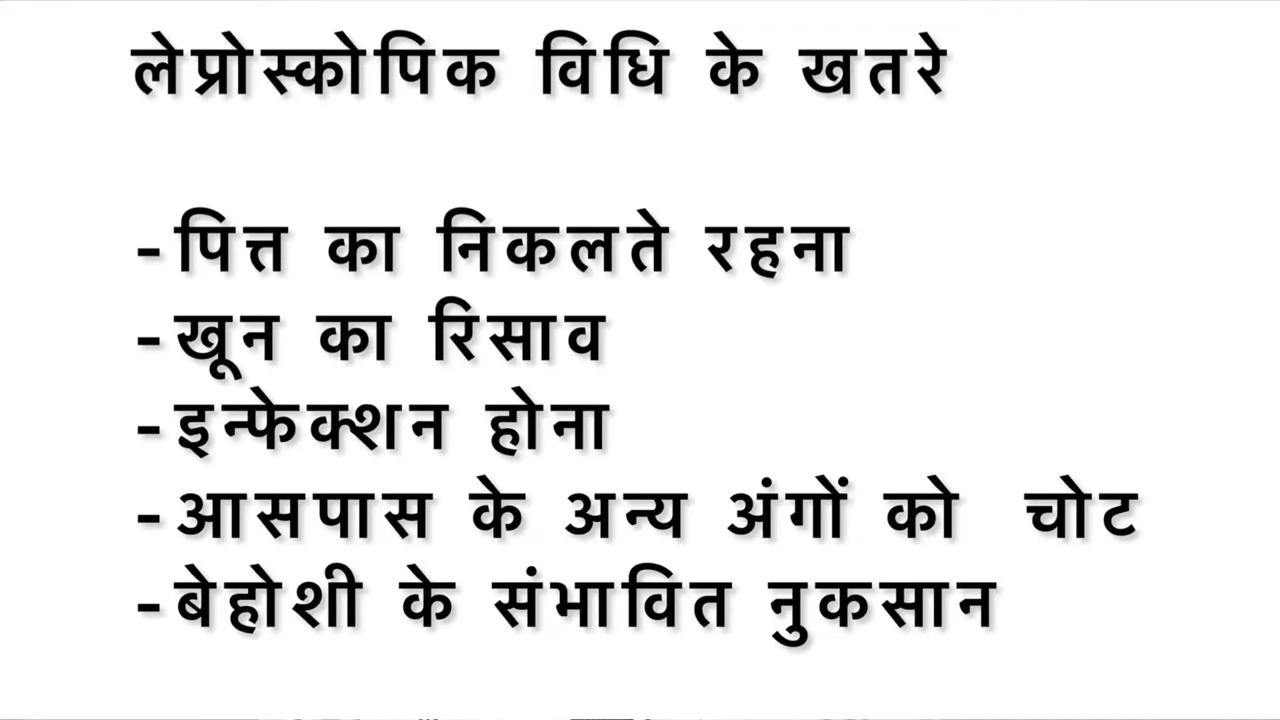 लेप्रोस्कोपिक विधि के खतरे
-पित्त का निकलते रहना
-खून का रिसाव
-इन्फेक्शन होना
-आसपास के अन्य अंगों को चोट
-बेहोशी के संभावित नुकसान